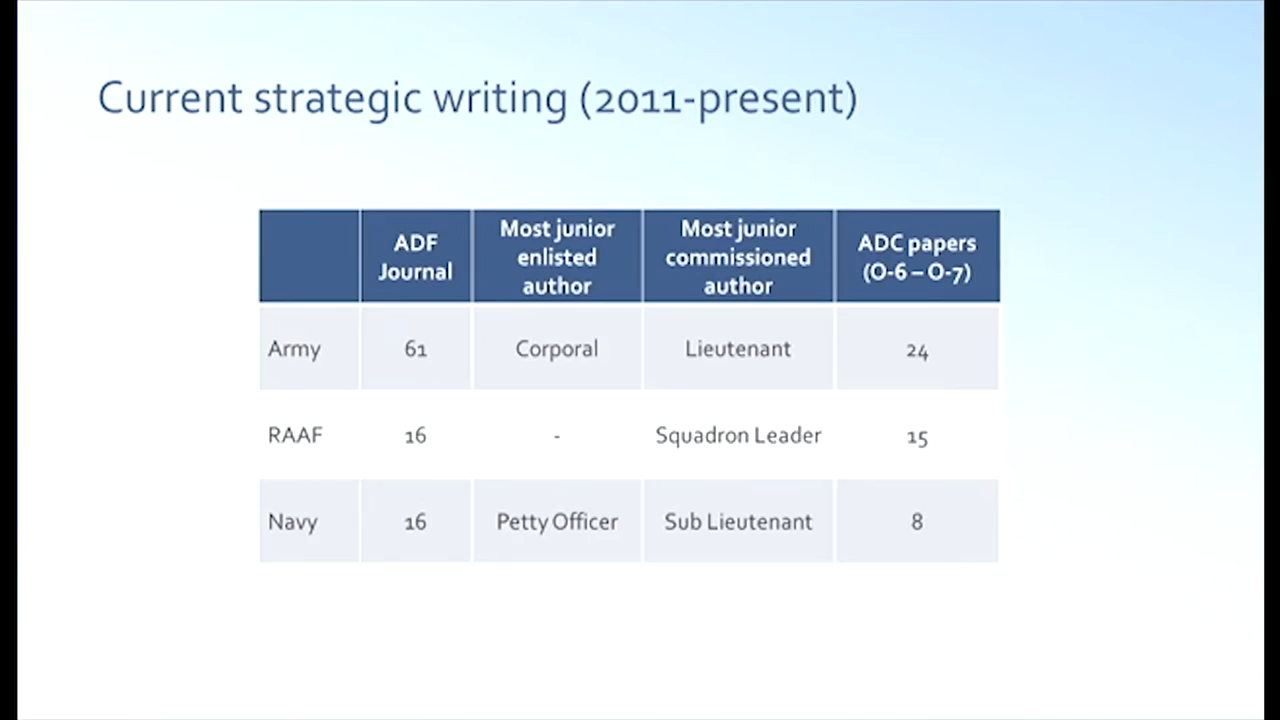 Current strategic writing (2011-present)
ADF Journal Most junior enlisted author Most junior commissioned author ADC papers (O-6 – O-7)
Army 61 Corporal Lieutenant 24
RAAF 16 - Squadron Leader 15
Navy 16 Petty Officer Sub Lieutenant 8